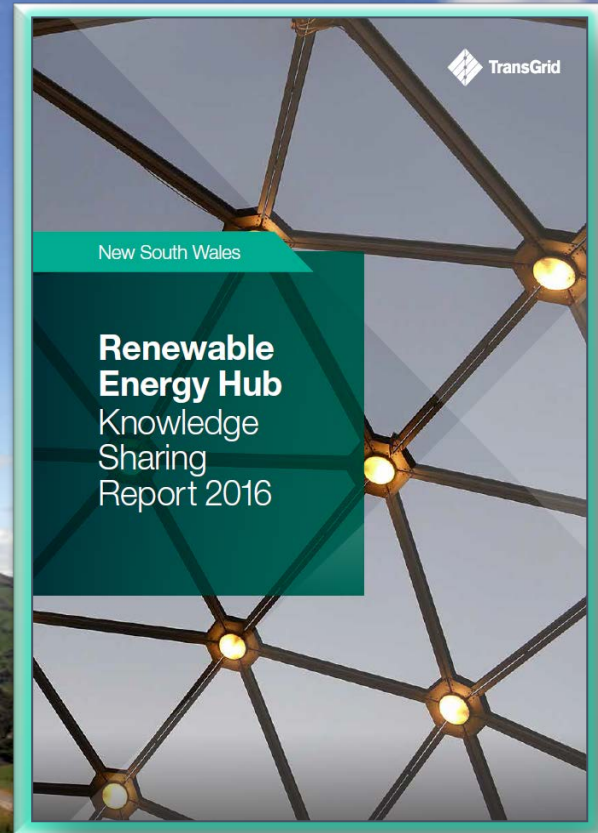 TransGrid
New South Wales
Renewable
Energy Hub
Knowledge
Sharing
Report 2016